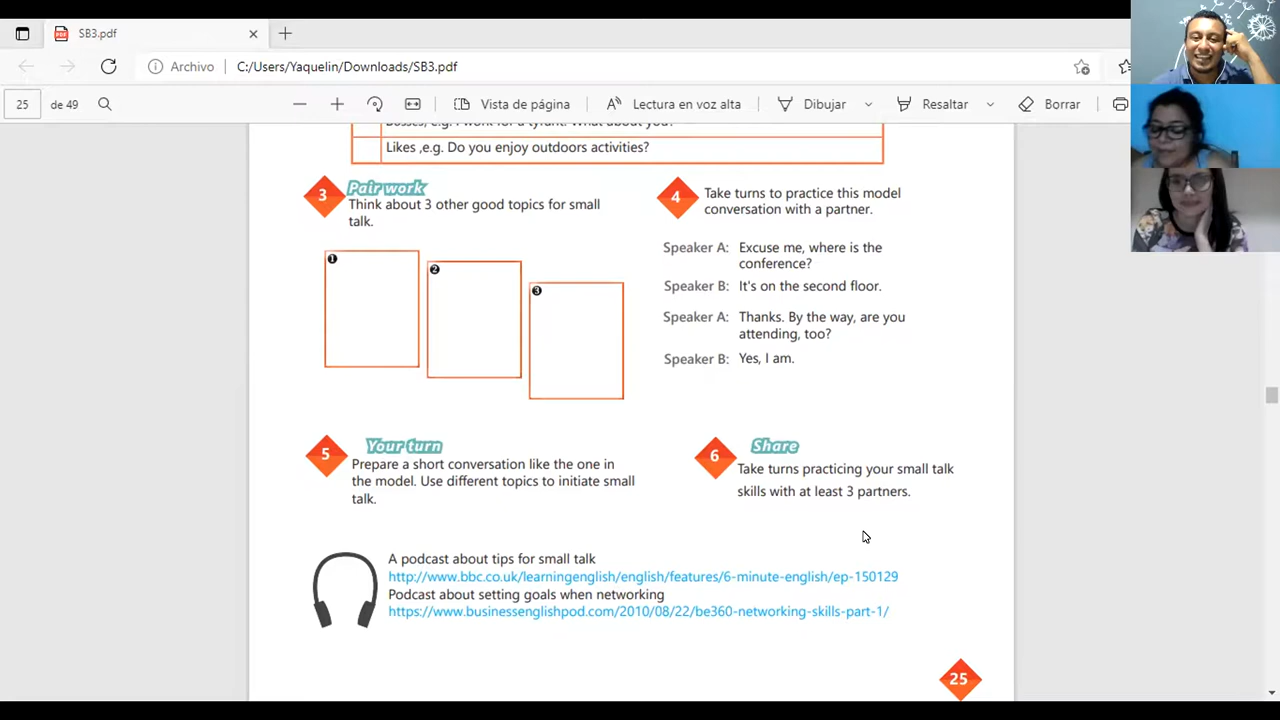 SB3.pdf
Archivo
C:/Users/Yaquelin/Downloads/SB3.pdf
25
de 49
Vista de página
Lectura en voz alta
Dibujar
Resaltar
Borrar
Bosses, e.g. I work for a tyrant. What about you?
Likes ,e.g. Do you enjoy outdoors activities?
3
Pair work
Think about 3 other good topics for small
talk.
1
2
3
4
Take turns to practice this model
conversation with a partner.
Speaker A: Excuse me, where is the
conference?
Speaker B: It's on the second floor.
Speaker A: Thanks. By the way, are you
attending, too?
Speaker B: Yes, I am.
5
Your turn
Prepare a short conversation like the one in
the model. Use different topics to initiate small
talk.
6
Share
Take turns practicing your small talk
skills with at least 3 partners.
A podcast about tips for small talk
http://www.bbc.co.uk/learningenglish/english/features/6-minute-english/ep-150129
Podcast about setting goals when networking
https://www.businessenglishpod.com/2010/08/22/be360-networking-skills-part-1/
25